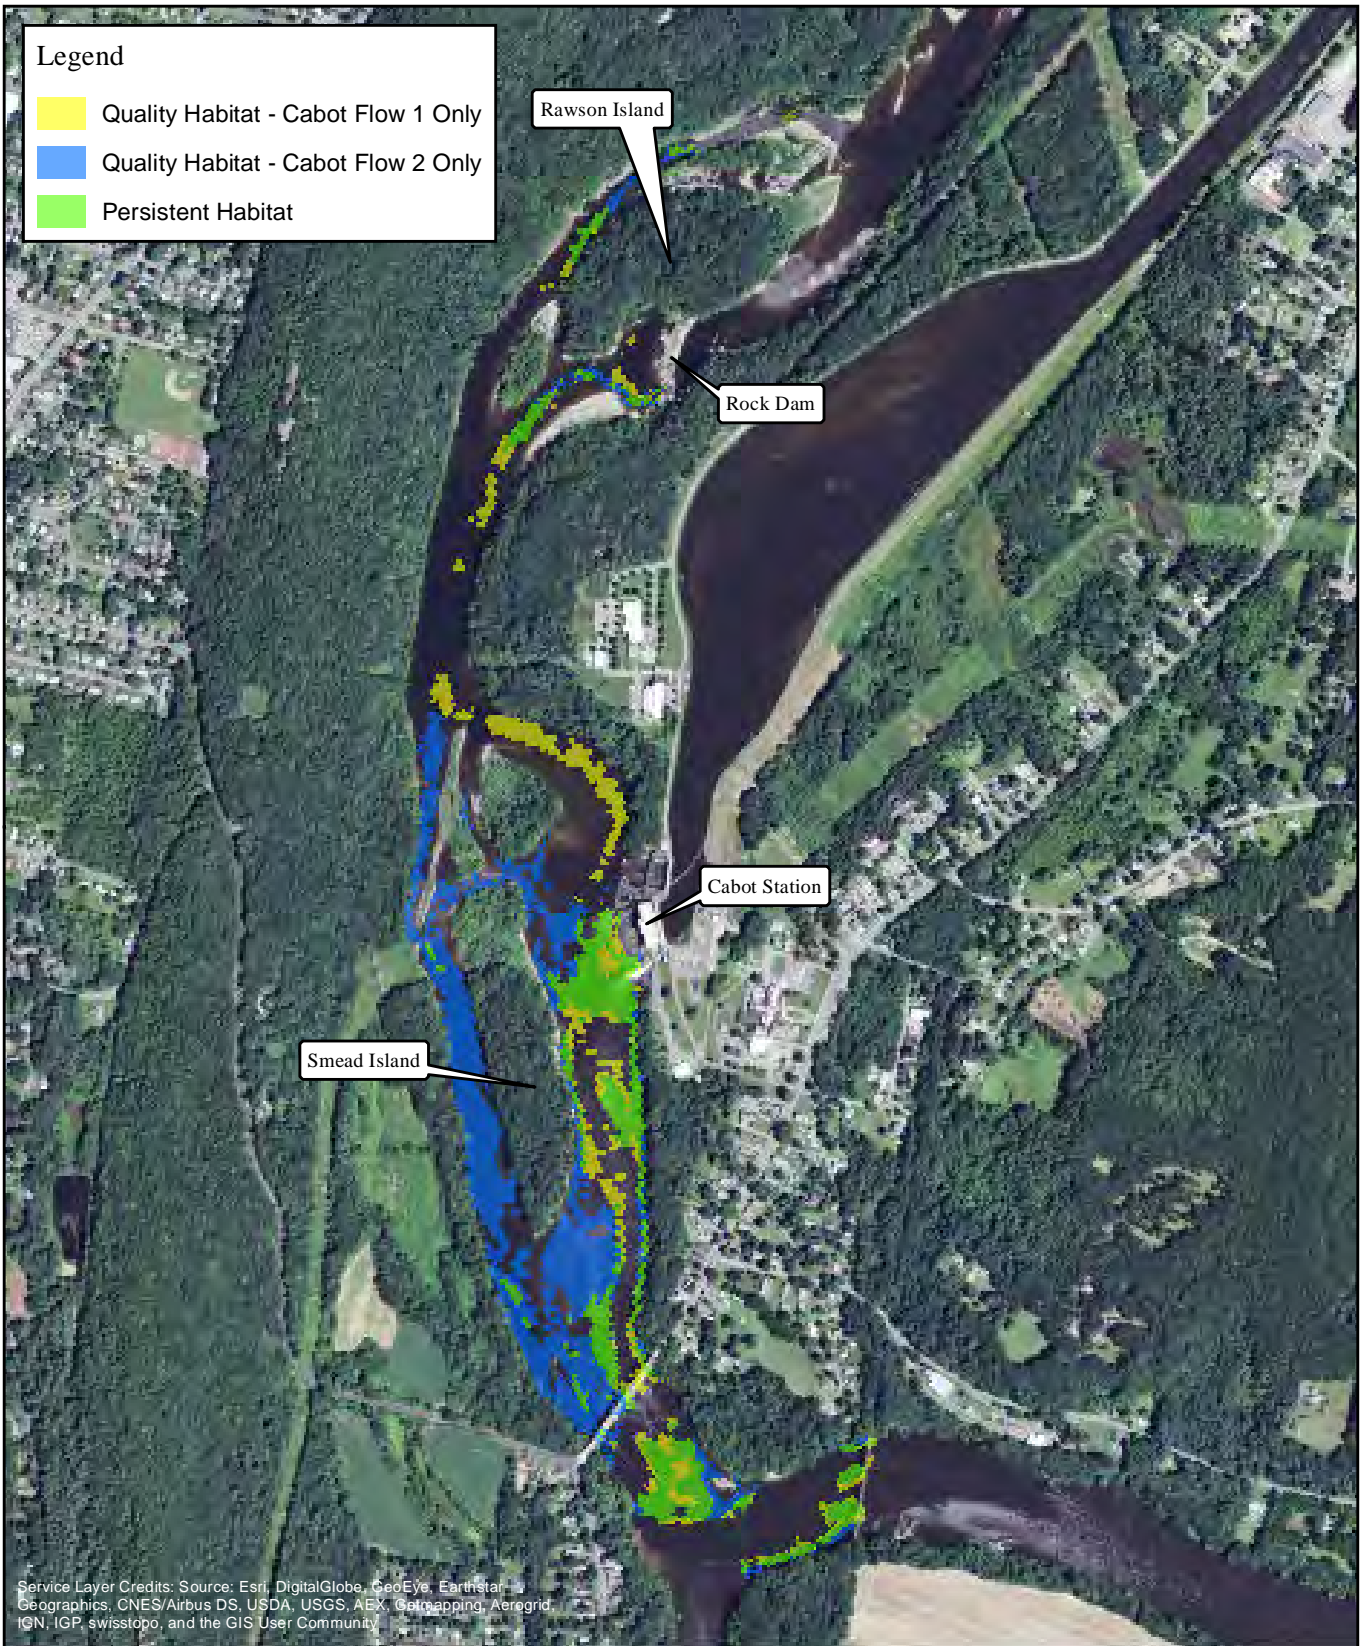 Legend
Quality Habitat - Cabot Flow 1 Only
Quality Habitat - Cabot Flow 2 Only
Persistent Habitat
Rawson Island
Rock Dam
Cabot Station
Smead Island
Service Layer Credits: Source: Esri, DigitalGlobe, GeoEye, Earthstar
Geographics, CNES/Airbus DS, USDA, USGS, AEX, Getmapping, Aerogrid,
IGN, IGP, swisstopo, and the GIS User Community